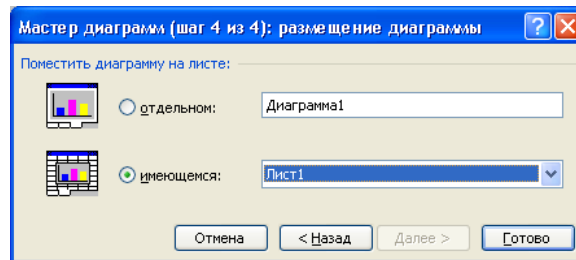 Мастер диаграмм (шаг 4 из 4): размещение диаграммы
Поместить диаграмму на листе:
отдельном: Диаграмма1
имеющемся: Лист1
Отмена < Назад Далее > Готово